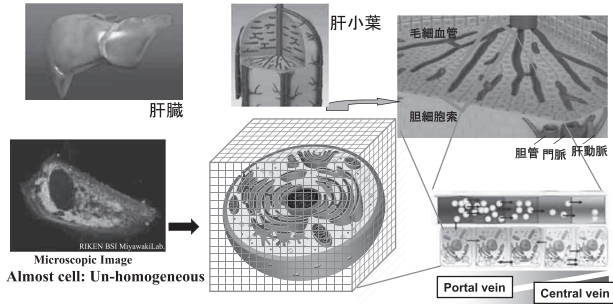 肝臓
肝小葉
毛細血管
胆細胞索
胆管 門脈 肝動脈
RIKEN BSI MiyawakiLab.
Microscopic Image
Almost cell: Un-homogeneous
Portal vein
Central vein